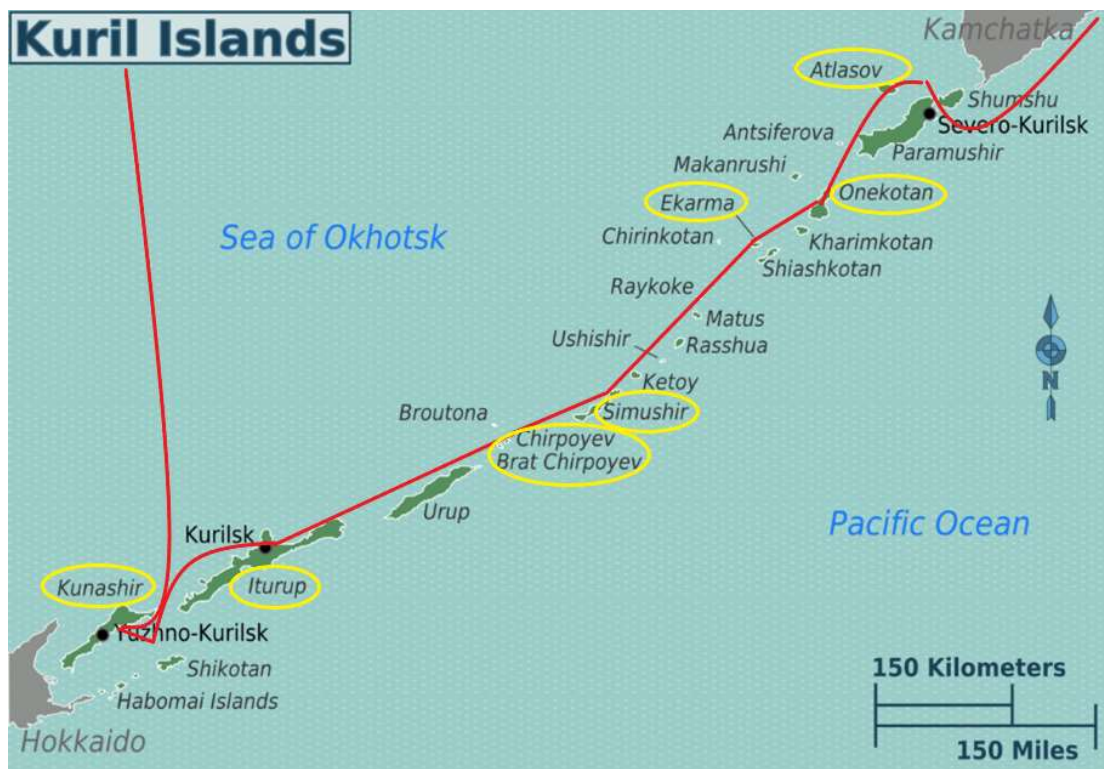 Kuril Islands
Kamchatka
Atlasov
Shumshu
Severo-Kurilsk
Antsiferova
Paramushir
Makanrushi
Onekotan
Ekarma
Sea of Okhotsk
Chirinkotan
Kharimkotan
Shiashkotan
Raykoke
Matus
Ushishir
Rasshua
N
Ketoy
Broutona
Simushir
Chirpoyev
Brat Chirpoyev
Urup
Pacific Ocean
Kurilsk
Kunashir
Iturup
Yuzhno-Kurilsk
Shikotan
150 Kilometers
Habomai Islands
Hokkaido
150 Miles